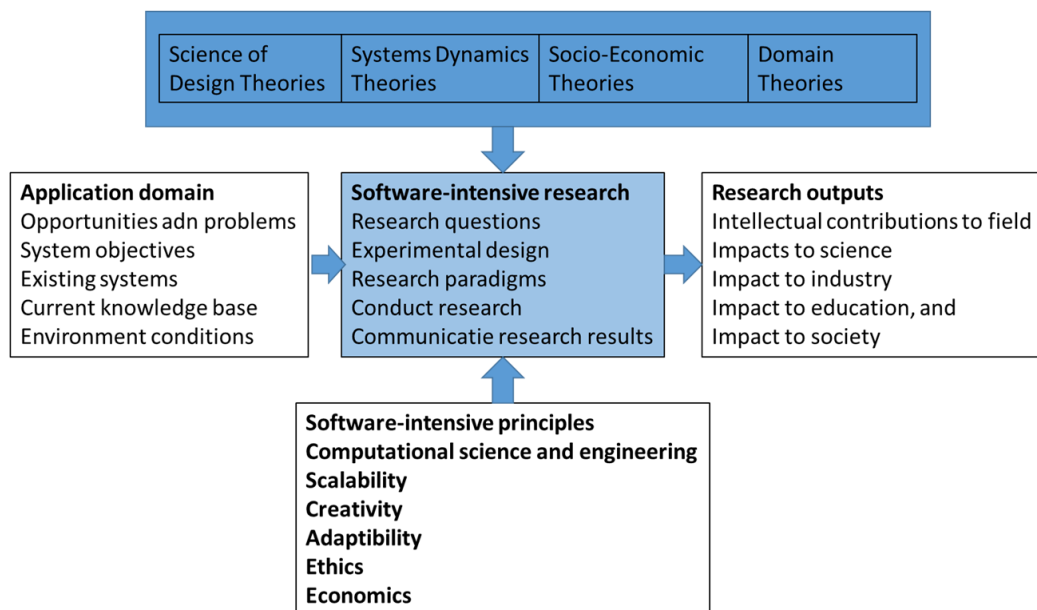 Science of
Design Theories
Systems Dynamics
Theories
Socio-Economic
Theories
Domain
Theories
Application domain
Opportunities adn problems
System objectives
Existing systems
Current knowledge base
Environment conditions
Software-intensive research
Research questions
Experimental design
Research paradigms
Conduct research
Communicatie research results
Research outputs
Intellectual contributions to field
Impacts to science
Impact to industry
Impact to education, and
Impact to society
Software-intensive principles
Computational science and engineering
Scalability
Creativity
Adaptibility
Ethics
Economics